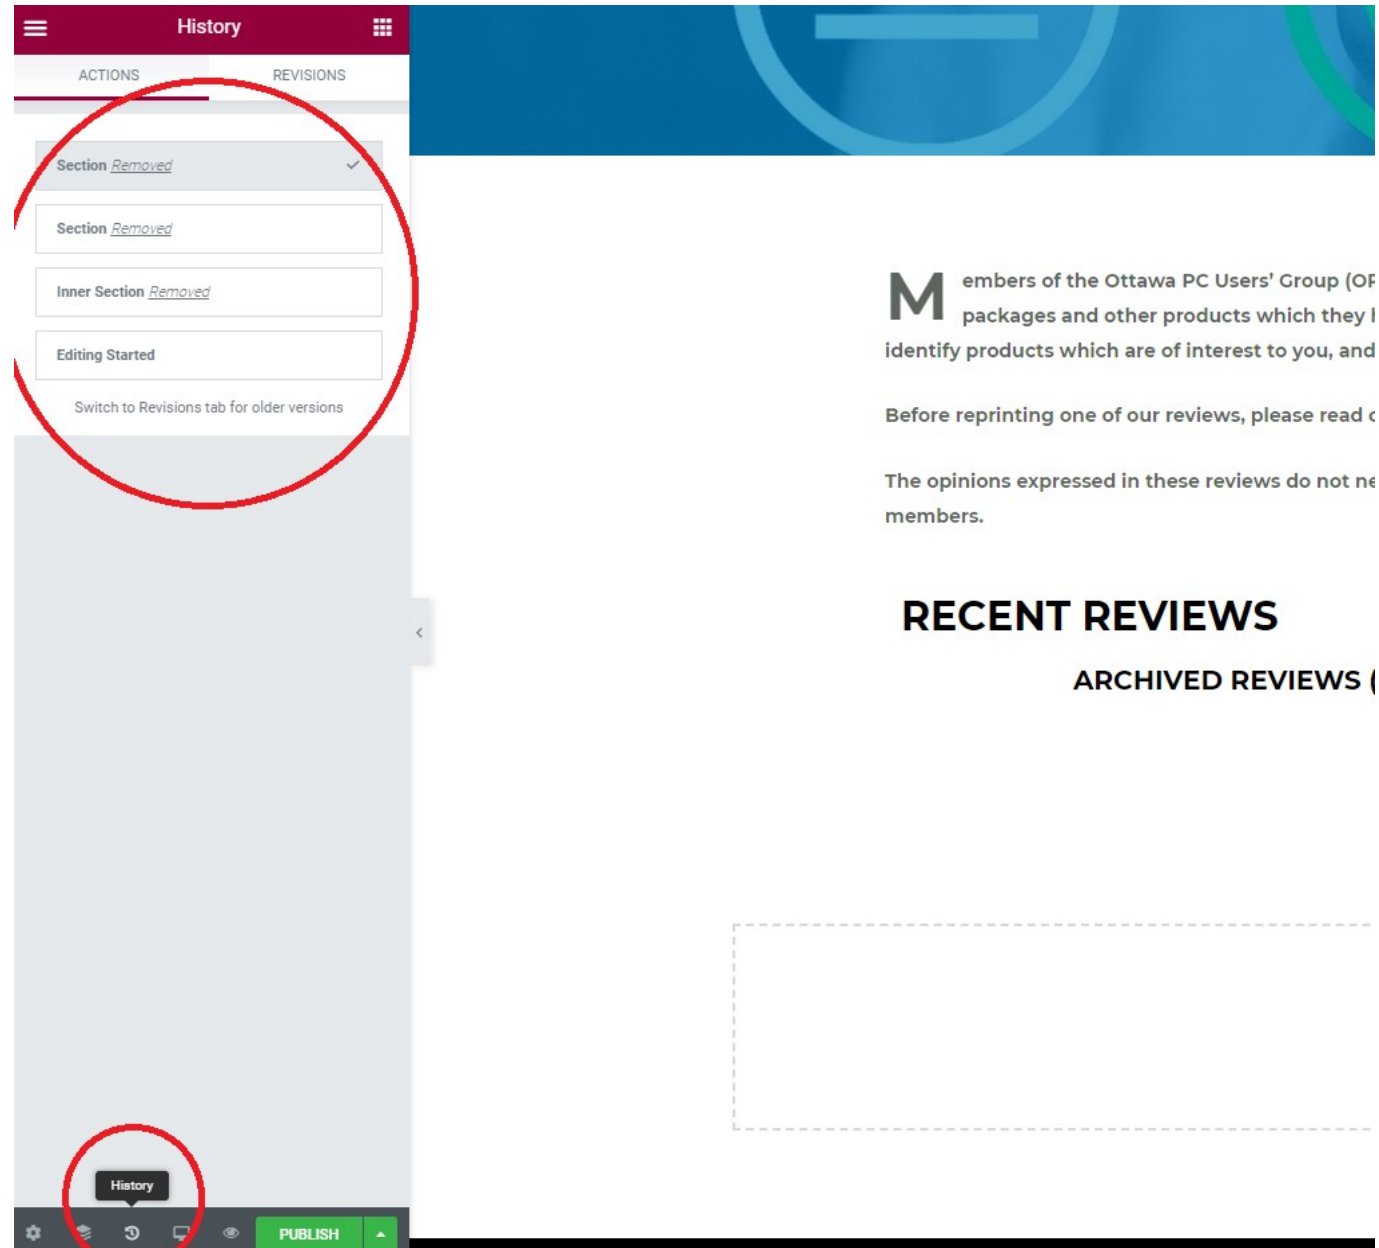 History
ACTIONS
REVISIONS
Section Removed
Section Removed
Inner Section Removed
Editing Started
Switch to Revisions tab for older versions
History
PUBLISH
Members of the Ottawa PC Users’ Group (OP
packages and other products which they
identify products which are of interest to you, and
Before reprinting one of our reviews, please read
The opinions expressed in these reviews do not ne
members.
RECENT REVIEWS
ARCHIVED REVIEWS (